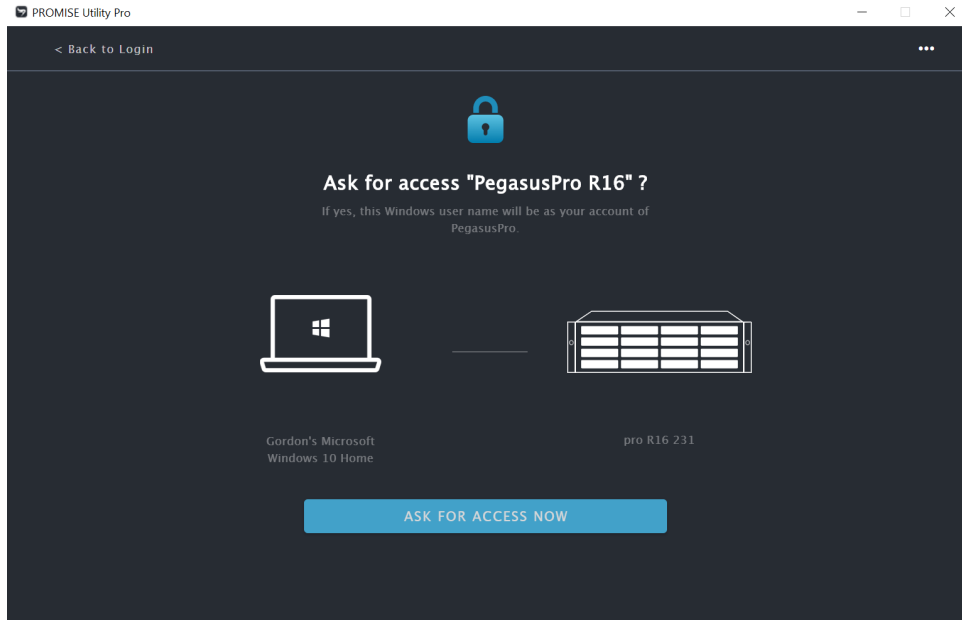 PROMISE Utility Pro
< Back to Login
Ask for access "PegasusPro R16" ?
If yes, this Windows user name will be as your account of
PegasusPro.
Gordon's Microsoft
Windows 10 Home
pro R16 231
ASK FOR ACCESS NOW